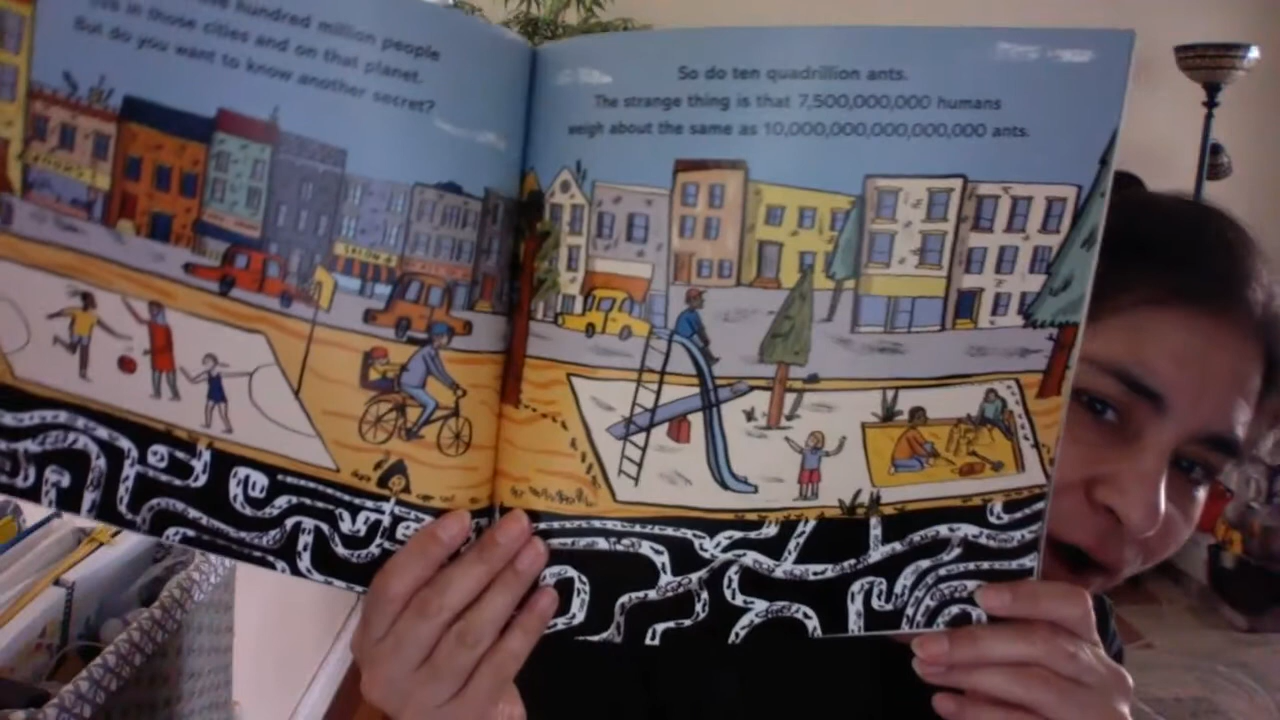 hundred million people
in those cities and on that planet.
But do you want to know another secret?
So do ten quadrillion ants.
The strange thing is that 7,500,000,000 humans
weigh about the same as 10,000,000,000,000,000 ants.
SALON